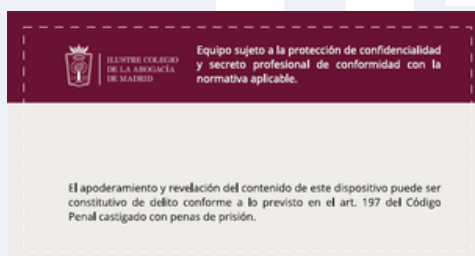 ILUSTRE COLEGIO
DE LA ABOGACÍA
DE MADRID
Equipo sujeto a la protección de confidencialidad
y secreto profesional de conformidad con la
normativa aplicable.
El apoderamiento y revelación del contenido de este dispositivo puede ser
constitutivo de delito conforme a lo previsto en el art. 197 del Código
Penal castigado con penas de prisión.